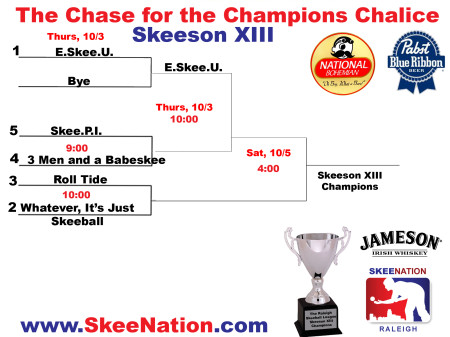 The Chase for the Champions Chalice
Skeeson XIII
Thurs, 10/3
1 E.Skee.U.
Bye
E.Skee.U.
Thurs, 10/3
10:00
5 Skee.P.I.
9:00
4 3 Men and a Babeskee
3 Roll Tide
10:00
2 Whatever, It's Just
Skeeball
Sat, 10/5
4:00
Skeeson XIII
Champions
NATIONAL
BOHEMIAN
"Oh Boy, What a Beer!"
Pabst
Blue Ribbon
BEER
JAMESON
IRISH WHISKEY
SKEENATION
RALEIGH
The Raleigh
Skeeball League
Skeeson XIII
Champions
www.SkeeNation.com